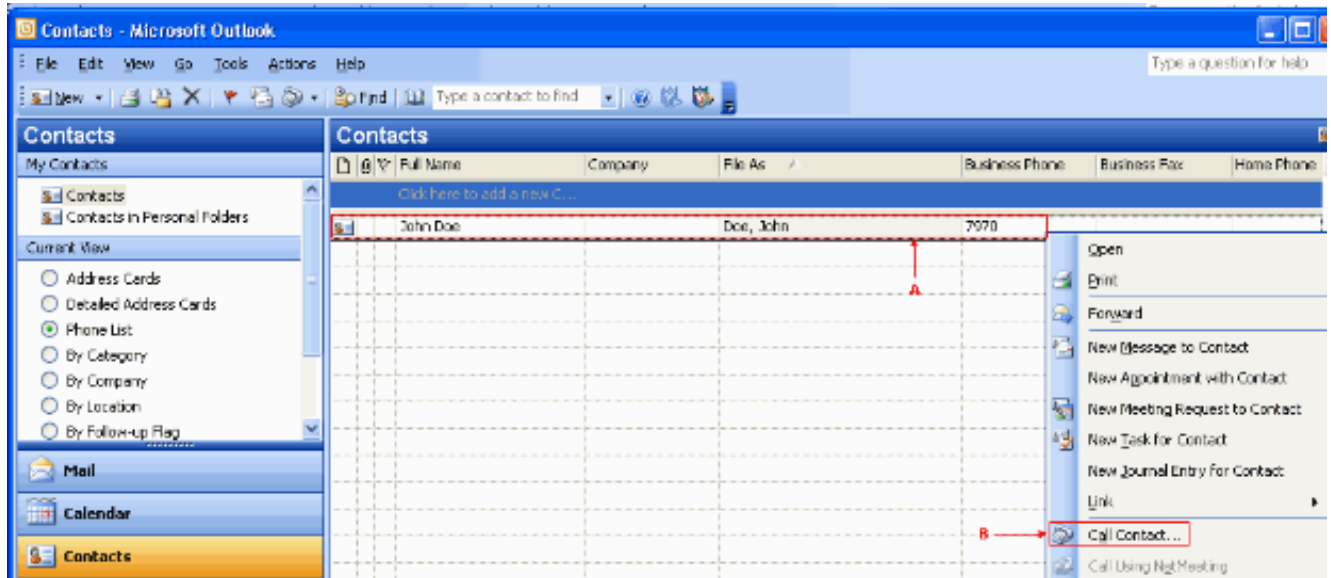 Contacts - Microsoft Outlook
File Edit View Go Tools Actions Help
Type a question for help
New Find Type a contact to find
Contacts
Contacts
My Contacts
Full Name Company File As Business Phone Business Fax Home Phone
Contacts
Click here to add a new C...
Contacts in Personal Folders
John Doe Doe, John 7970
Current View
Address Cards
Detailed Address Cards
Phone List
By Category
By Company
By Location
By Follow-up Flag
A
Open
Print
Forward
New Message to Contact
New Appointment with Contact
New Meeting Request to Contact
New Task for Contact
New Journal Entry for Contact
Link
B Call Contact...
Call Using NetMeeting
Mail
Calendar
Contacts